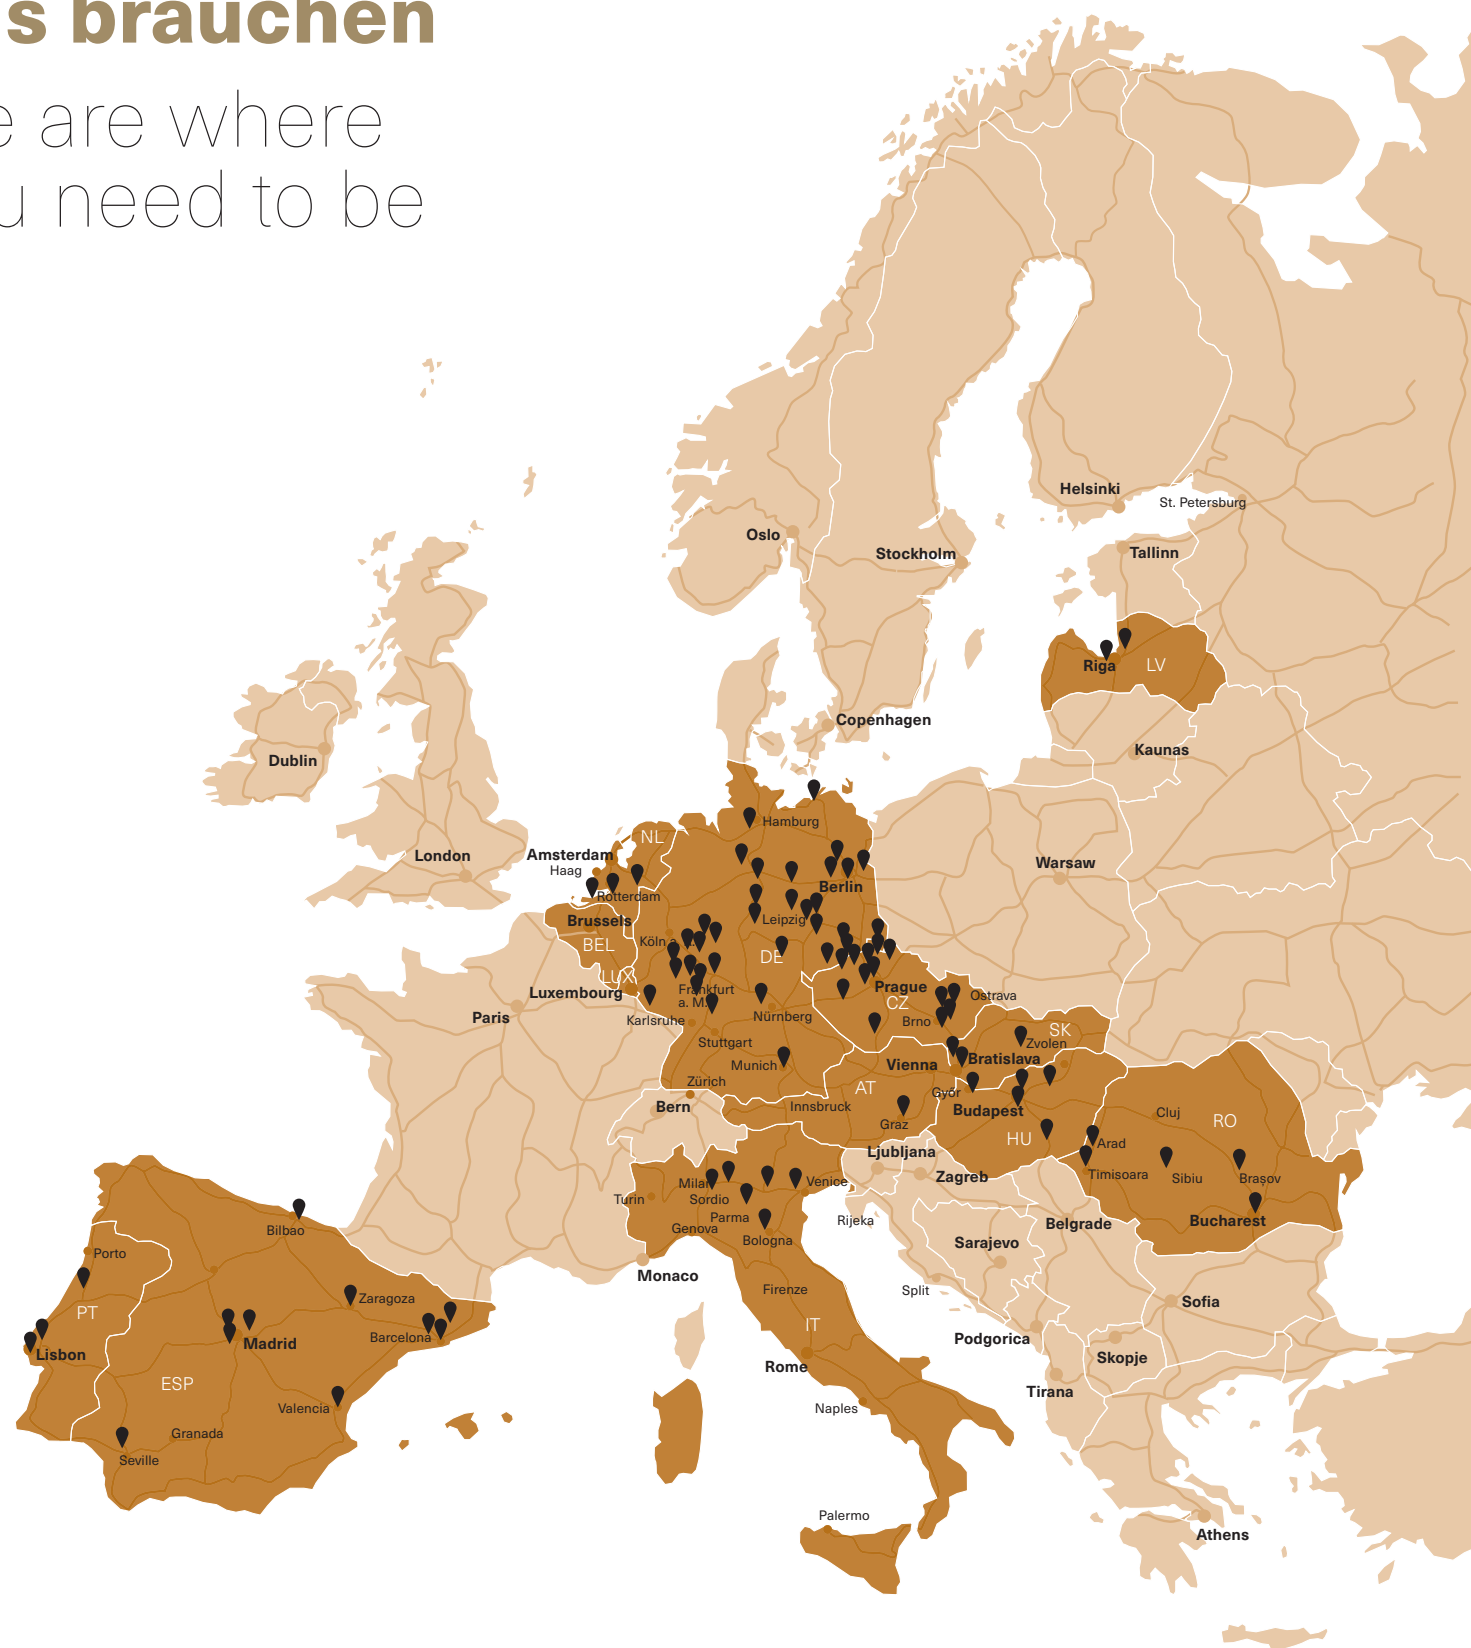 s brauchen
e are where
u need to be
Helsinki
St. Petersburg
Oslo
Stockholm
Tallinn
Riga
LV
Copenhagen
Kaunas
Dublin
Hamburg
NL
London
Amsterdam
Haag
Warsaw
Berlin
Rotterdam
Brussels
Leipzig
BEL
Köln a.
DE
LUX
Luxembourg
Frankfurt
a. M.
Prague
CZ
Ostrava
Paris
Karlsruhe
Nürnberg
Brno
SK
Stuttgart
Zvolen
Munich
Vienna
Bratislava
Zürich
AT
Győr
Bern
Innsbruck
Budapest
Cluj
RO
Graz
HU
Arad
Ljubljana
Zagreb
Timisoara
Sibiu
Brașov
Milan
Venice
Turin
Sordio
Parma
Rijeka
Belgrade
Bucharest
Genova
Bilbao
Bologna
Sarajevo
Porto
Monaco
Firenze
Split
Zaragoza
Sofia
PT
IT
Barcelona
Podgorica
Madrid
Lisbon
Skopje
Rome
ESP
Tirana
Valencia
Naples
Granada
Seville
Palermo
Athens